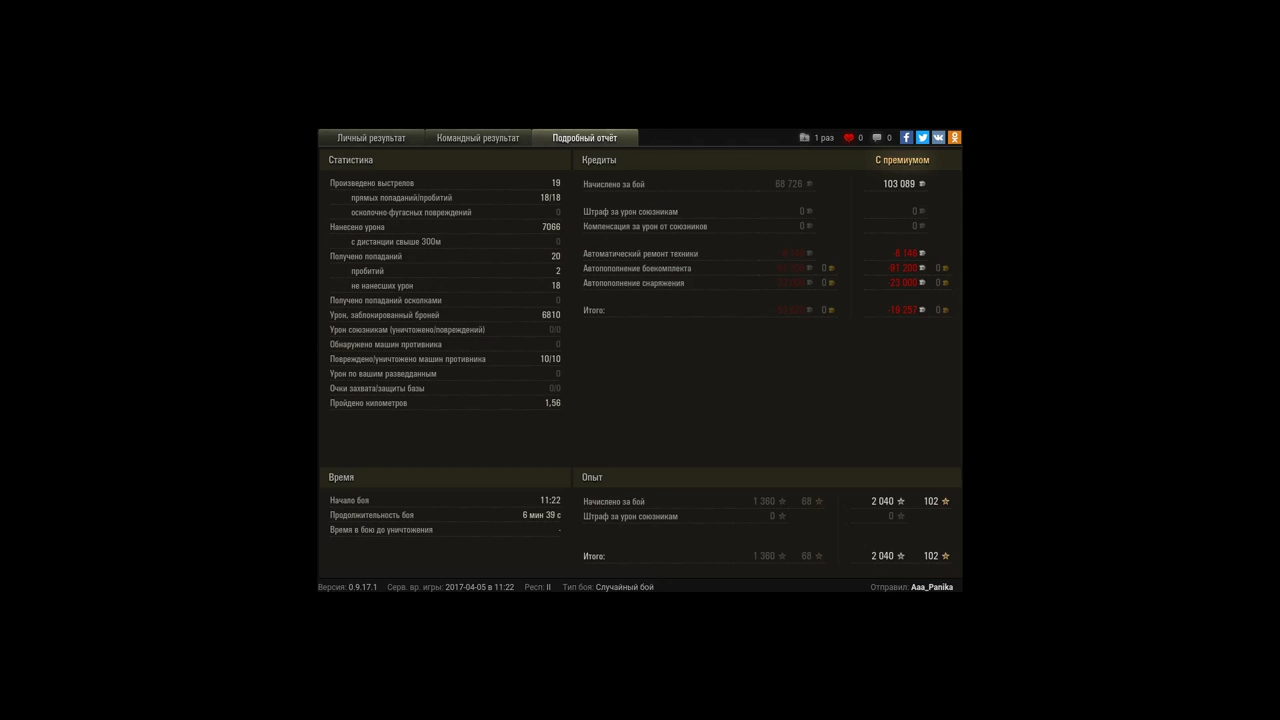 Личный результат Командный результат Подробный отчёт 1 раз 0 0
Статистика
Произведено выстрелов 19
прямых попаданий/пробитий 18/18
осколочно-фугасных повреждений 0
Нанесено урона 7066
с дистанции свыше 300м 0
Получено попаданий 20
пробитий 2
не нанесших урон 18
Получено попаданий осколками 0
Урон, заблокированный броней 6810
Урон союзникам (уничтожено/повреждений) 0/0
Обнаружено машин противника 0
Повреждено/уничтожено машин противника 10/10
Урон по вашим разведданным 0
Очки захвата/защиты базы 0/0
Пройдено километров 1,56
Кредиты С премиумом
Начислено за бой 68 726 103 089
Штраф за урон союзникам 0 0
Компенсация за урон от союзников 0 0
Автоматический ремонт техники -8 146
Автопополнение боекомплекта 0 -91 200 0
Автопополнение снаряжения 0 -23 000 0
Итого: 0 -19 257 0
Время
Начало боя 11:22
Продолжительность боя 6 мин 39 с
Время в бою до уничтожения -
Опыт
Начислено за бой 1 360 68 2 040 102
Штраф за урон союзникам 0 0
Итого: 1 360 68 2 040 102
Версия: 0.9.17.1 Серв. вр. игры: 2017-04-05 в 11:22 Респ: II Тип боя: Случайный бой Отправил: Aaa_Panika